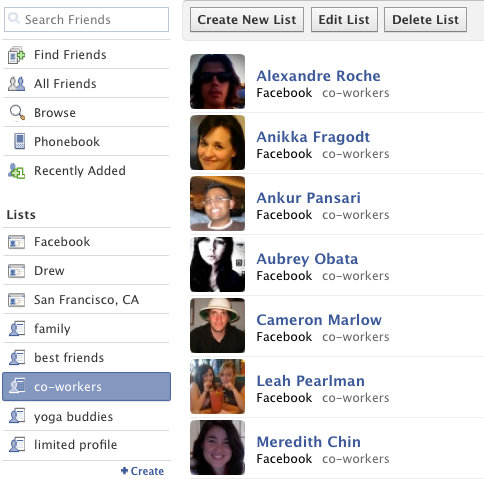 Search Friends
Find Friends
All Friends
Browse
Phonebook
Recently Added
Lists
Facebook
Drew
San Francisco, CA
family
best friends
co-workers
yoga buddies
limited profile
Create
Create New List Edit List Delete List
Alexandre Roche
Facebook co-workers
Anikka Fragodt
Facebook co-workers
Ankur Pansari
Facebook co-workers
Aubrey Obata
Facebook co-workers
Cameron Marlow
Facebook co-workers
Leah Pearlman
Facebook co-workers
Meredith Chin
Facebook co-workers